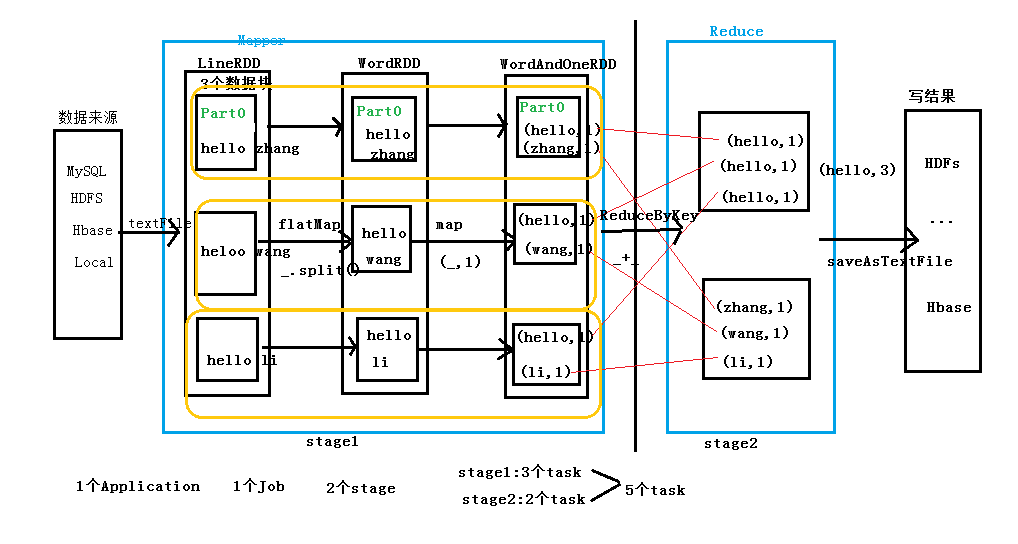 Mapper
Reduce
LineRDD
WordRDD
WordAndOneRDD
3个数据块
写结果
数据来源
Part0
hello zhang
Part0
hello
zhang
Part0
(hello,1)
(zhang,1)
(hello,1)
(hello,1)
(hello,1)
(hello,3)
HDFs
...
Hbase
MySQL
HDFS
Hbase
Local
textFile
heloo wang
flatMap
_.split()
hello
wang
map
(_,1)
(hello,1)
(wang,1)
ReduceByKey
_+_
saveAsTextFile
(zhang,1)
(wang,1)
(li,1)
hello li
hello
li
(hello,1)
(li,1)
stage1
stage2
1个Application
1个Job
2个stage
stage1:3个task
stage2:2个task
5个task